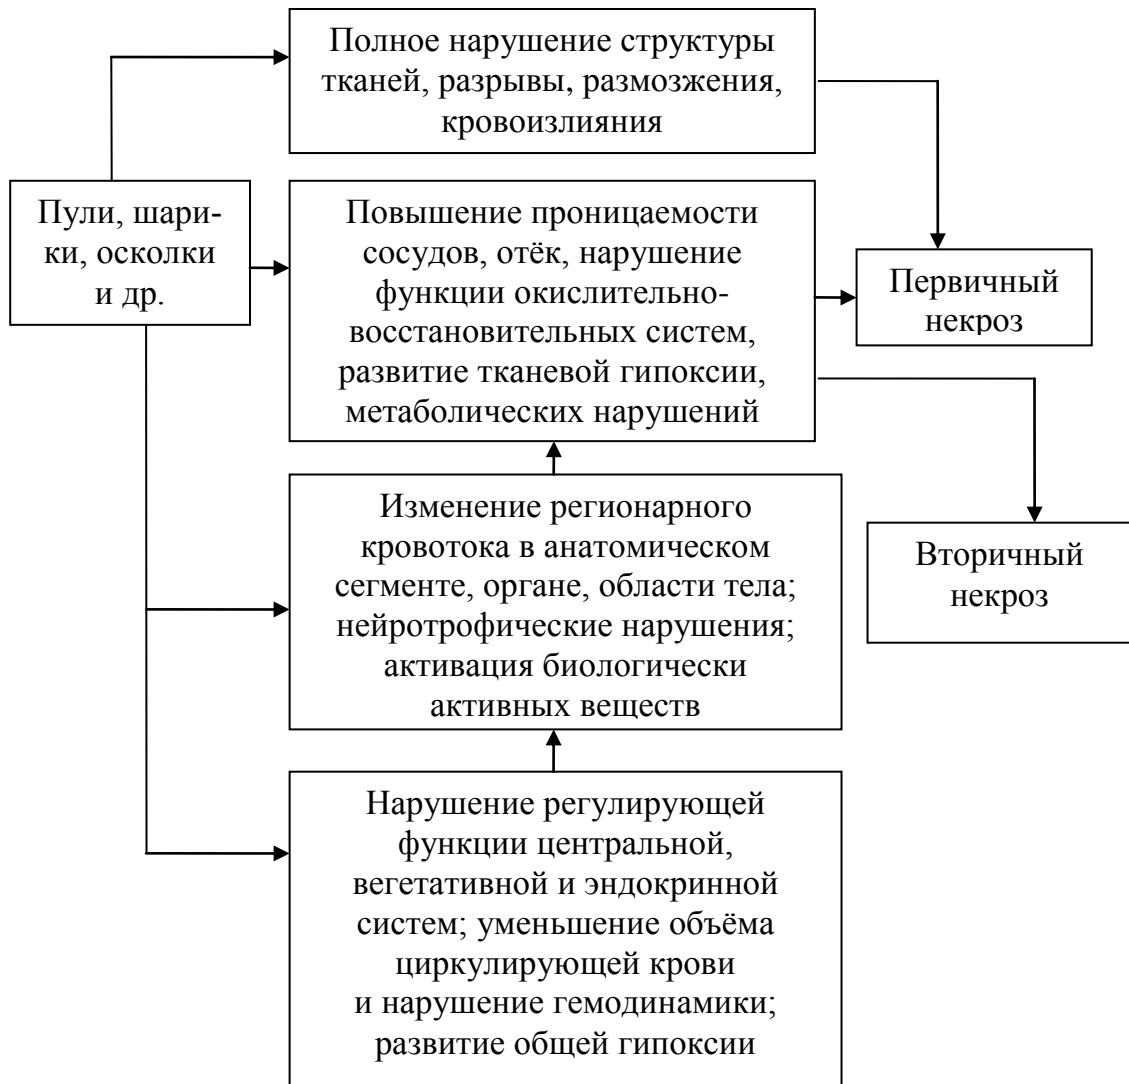 Полное нарушение структуры
тканей, разрывы, размозжения,
кровоизлияния
Пули, шари-
ки, осколки
и др.
Повышение проницаемости
сосудов, отёк, нарушение
функции окислительно-
восстановительных систем,
развитие тканевой гипоксии,
метаболических нарушений
Первичный
некроз
Изменение регионарного
кровотока в анатомическом
сегменте, органе, области тела;
нейротрофические нарушения;
активация биологически
активных веществ
Вторичный
некроз
Нарушение регулирующей
функции центральной,
вегетативной и эндокринной
систем; уменьшение объёма
циркулирующей крови
и нарушение гемодинамики;
развитие общей гипоксии